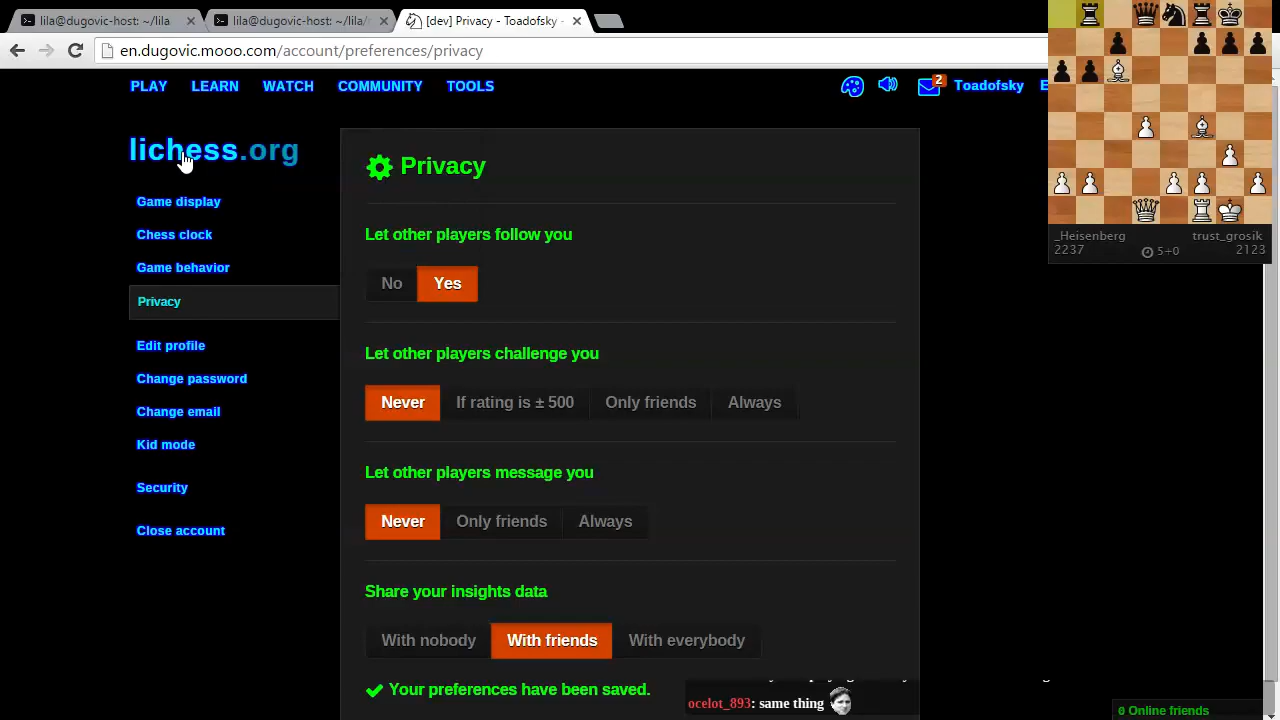 lila@dugovic-host: ~/lila
lila@dugovic-host: ~/lila/
[dev] Privacy - Toadofsky -
en.dugovic.mooo.com/account/preferences/privacy
PLAY LEARN WATCH COMMUNITY TOOLS
2
Toadofsky
lichess.org
Game display
Chess clock
Game behavior
Privacy
Edit profile
Change password
Change email
Kid mode
Security
Close account
Privacy
Let other players follow you
No Yes
Let other players challenge you
Never If rating is ± 500 Only friends Always
Let other players message you
Never Only friends Always
Share your insights data
With nobody With friends With everybody
Your preferences have been saved.
_Heisenberg trust_grosik
2237 5+0 2123
ocelot_893: same thing
0 Online friends